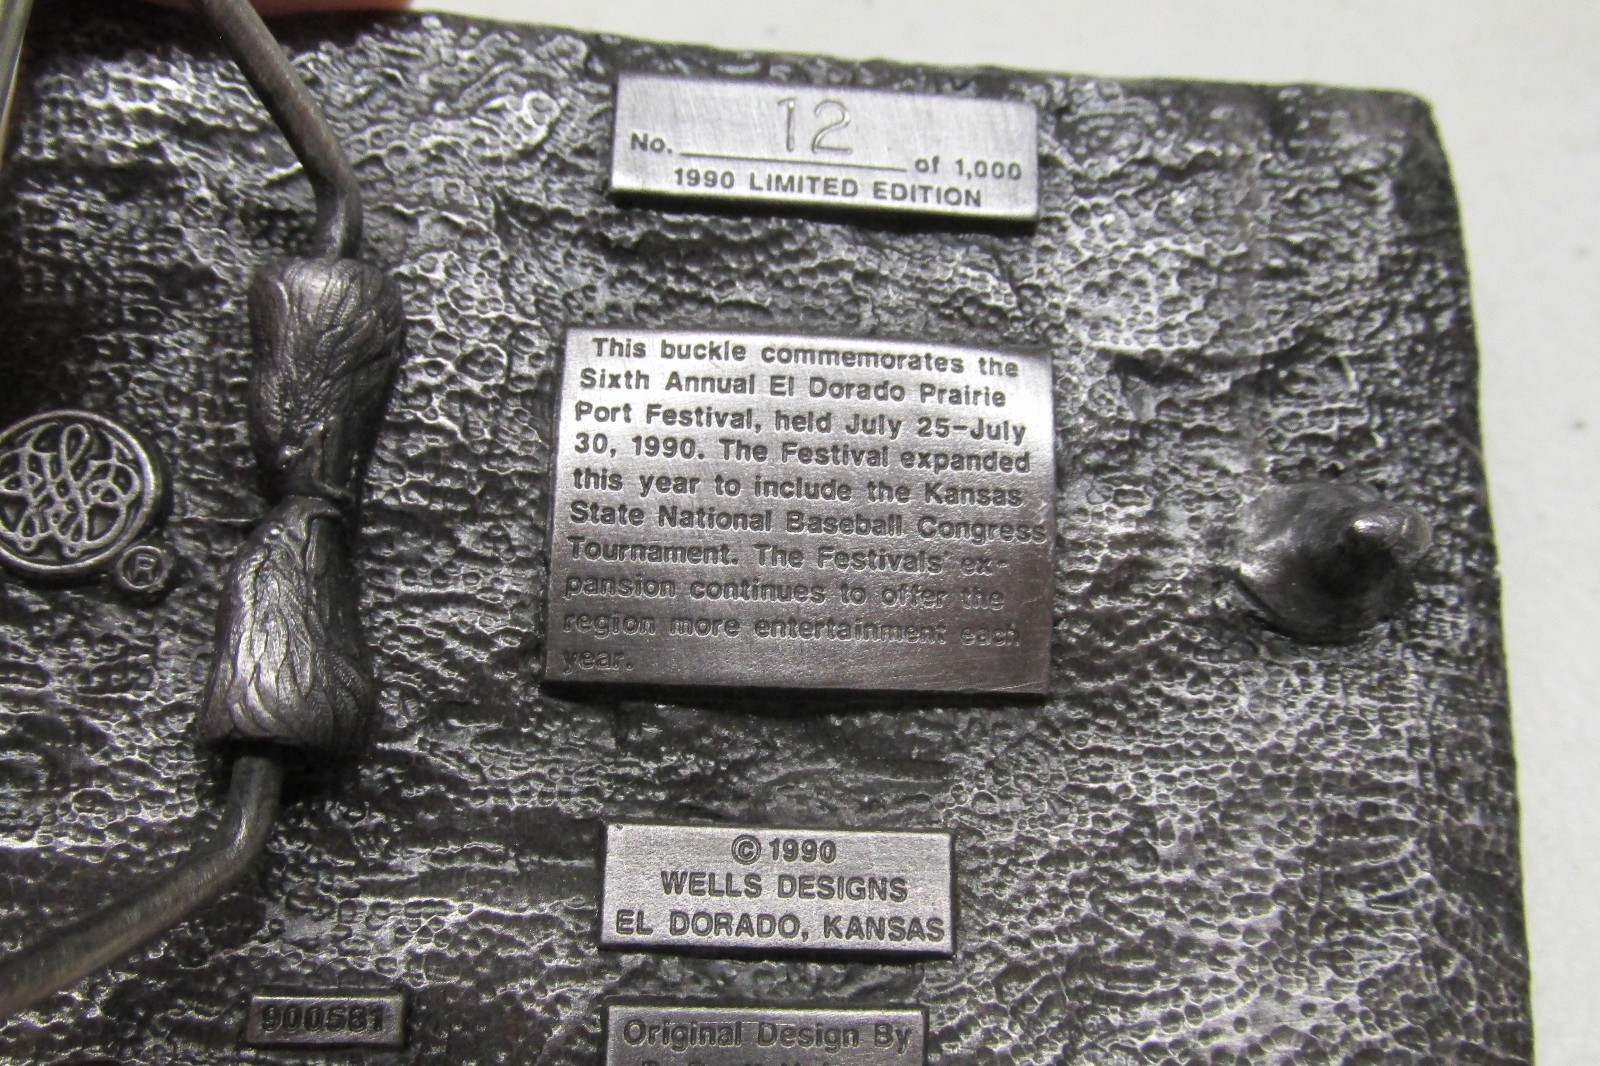 No. 12 of 1,000
1990 LIMITED EDITION
This buckle commemorates the
Sixth Annual El Dorado Prairie
Port Festival, held July 25-July
30, 1990. The Festival expanded
this year to include the Kansas
State National Baseball Congress
Tournament. The Festivals' ex-
pansion continues to offer the
region more entertainment each
year.
®
© 1990
WELLS DESIGNS
EL DORADO, KANSAS
900581
Original Design By